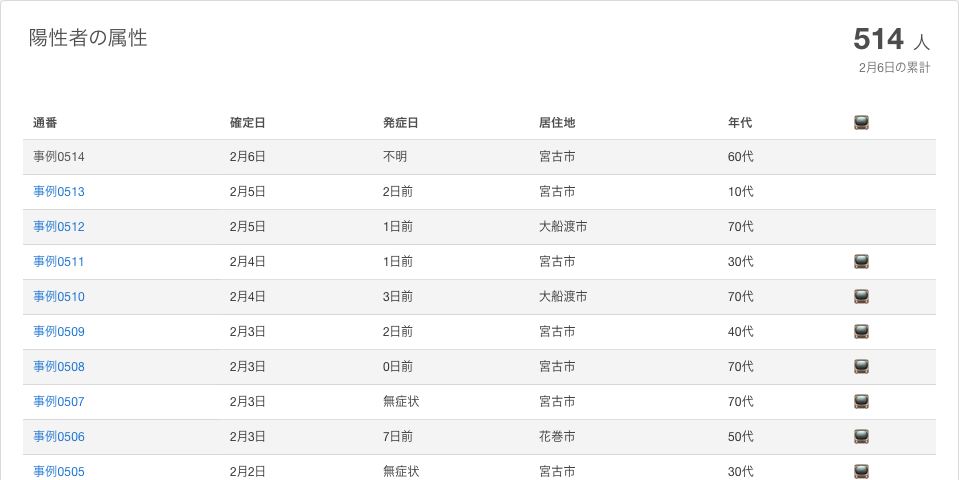 陽性者の属性
514 人
2月6日の累計
通番 確定日 発症日 居住地 年代
事例0514 2月6日 不明 宮古市 60代
事例0513 2月5日 2日前 宮古市 10代
事例0512 2月5日 1日前 大船渡市 70代
事例0511 2月4日 1日前 宮古市 30代
事例0510 2月4日 3日前 大船渡市 70代
事例0509 2月3日 2日前 宮古市 40代
事例0508 2月3日 0日前 宮古市 70代
事例0507 2月3日 無症状 宮古市 70代
事例0506 2月3日 7日前 花巻市 50代
事例0505 2月2日 無症状 宮古市 30代